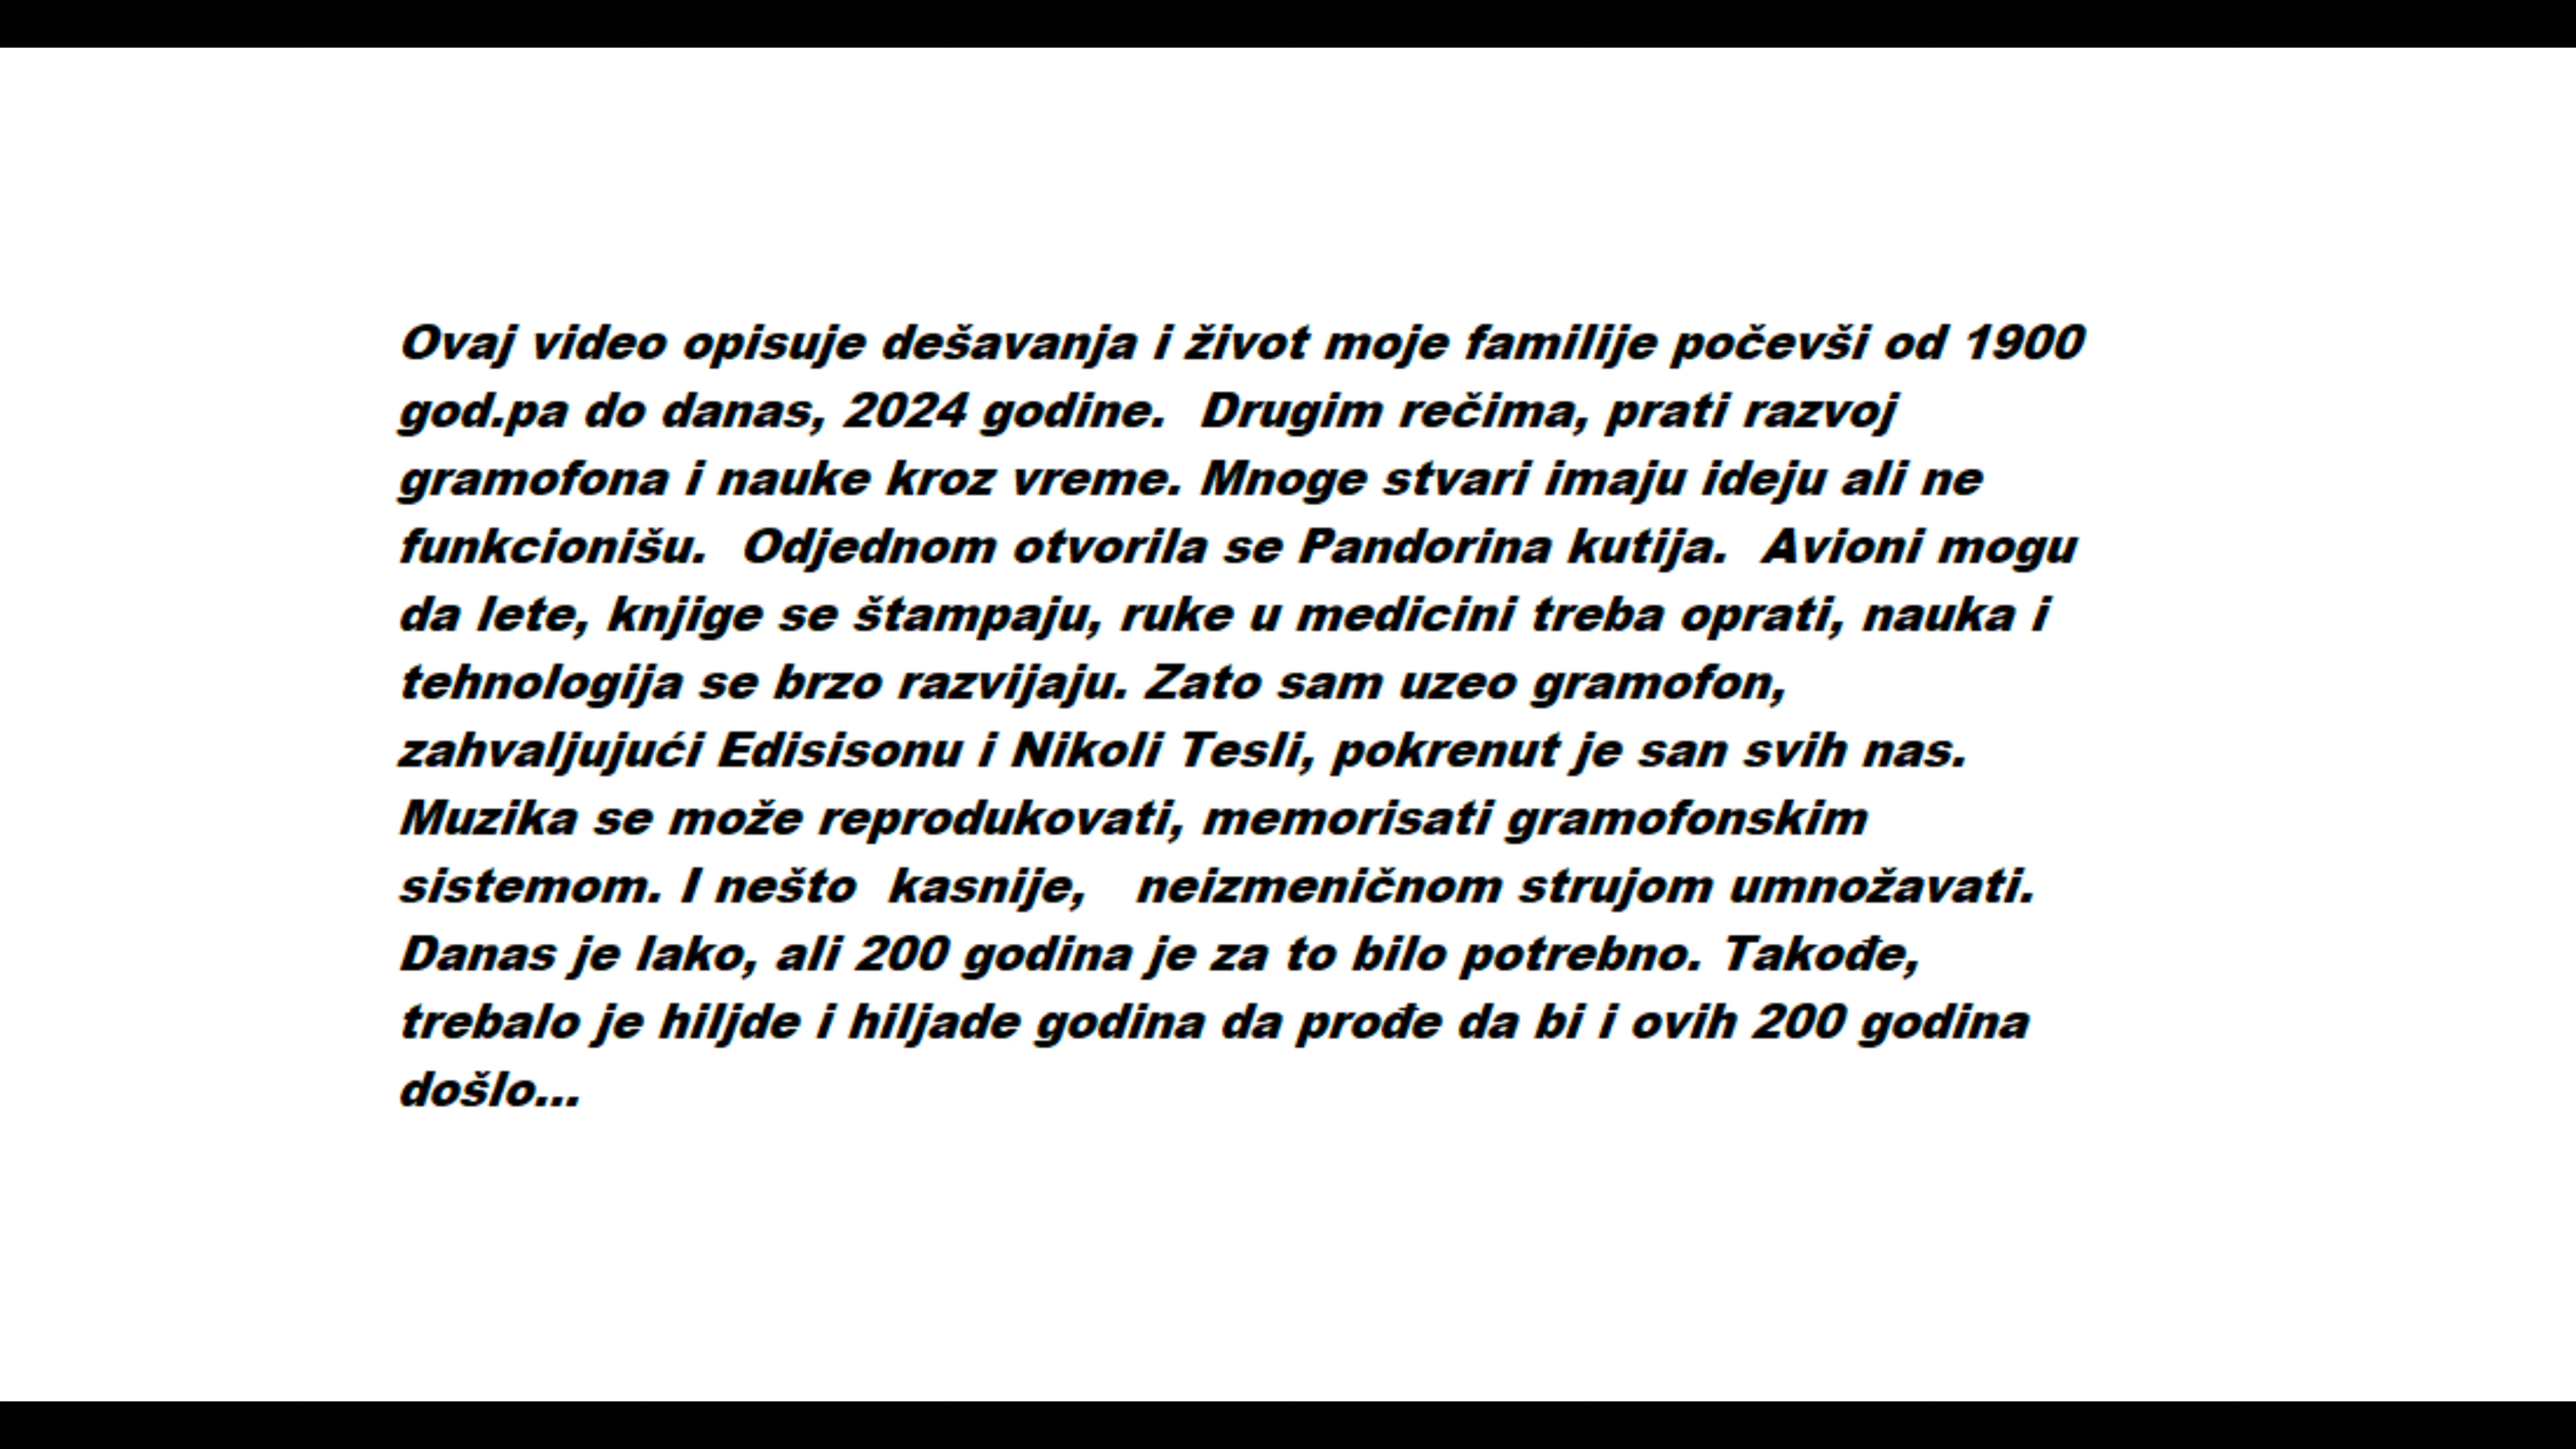 Ovaj video opisuje dešavanja i život moje familije počevši od 1900
god.pa do danas, 2024 godine.  Drugim rečima, prati razvoj
gramofona i nauke kroz vreme. Mnoge stvari imaju ideju ali ne
funkcionišu.  Odjednom otvorila se Pandorina kutija.  Avioni mogu
da lete, knjige se štampaju, ruke u medicini treba oprati, nauka i
tehnologija se brzo razvijaju. Zato sam uzeo gramofon,
zahvaljujući Edisisonu i Nikoli Tesli, pokrenut je san svih nas.
Muzika se može reprodukovati, memorisati gramofonskim
sistemom. I nešto  kasnije,   neizmeničnom strujom umnožavati.
Danas je lako, ali 200 godina je za to bilo potrebno. Takođe,
trebalo je hiljde i hiljade godina da prođe da bi i ovih 200 godina
došlo...